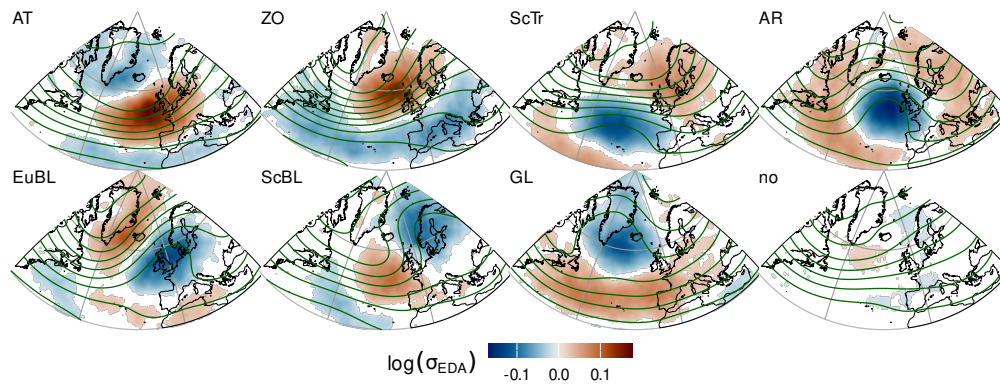 AT ZO ScTr AR
EuBL ScBL GL no
log(σEDA)
-0.1 0.0 0.1